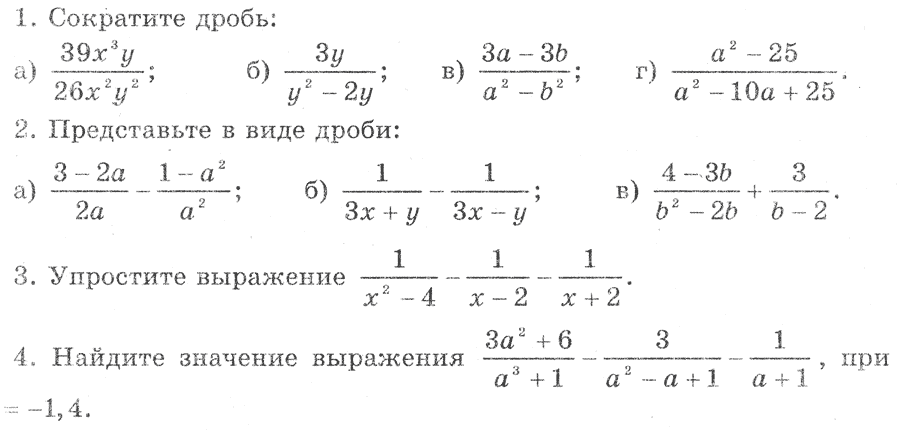 1. Сократите дробь:
а) \frac{39x^3y}{26x^2y^2}; б) \frac{3y}{y^2 - 2y}; в) \frac{3a - 3b}{a^2 - b^2}; г) \frac{a^2 - 25}{a^2 - 10a + 25}.
2. Представьте в виде дроби:
а) \frac{3 - 2a}{2a} - \frac{1 - a^2}{a^2}; б) \frac{1}{3x + y} - \frac{1}{3x - y}; в) \frac{4 - 3b}{b^2 - 2b} + \frac{3}{b - 2}.
3. Упростите выражение \frac{1}{x^2 - 4} - \frac{1}{x - 2} - \frac{1}{x + 2}.
4. Найдите значение выражения \frac{3a^2 + 6}{a^3 + 1} - \frac{3}{a^2 - a + 1} - \frac{1}{a + 1}, при
= -1,4.